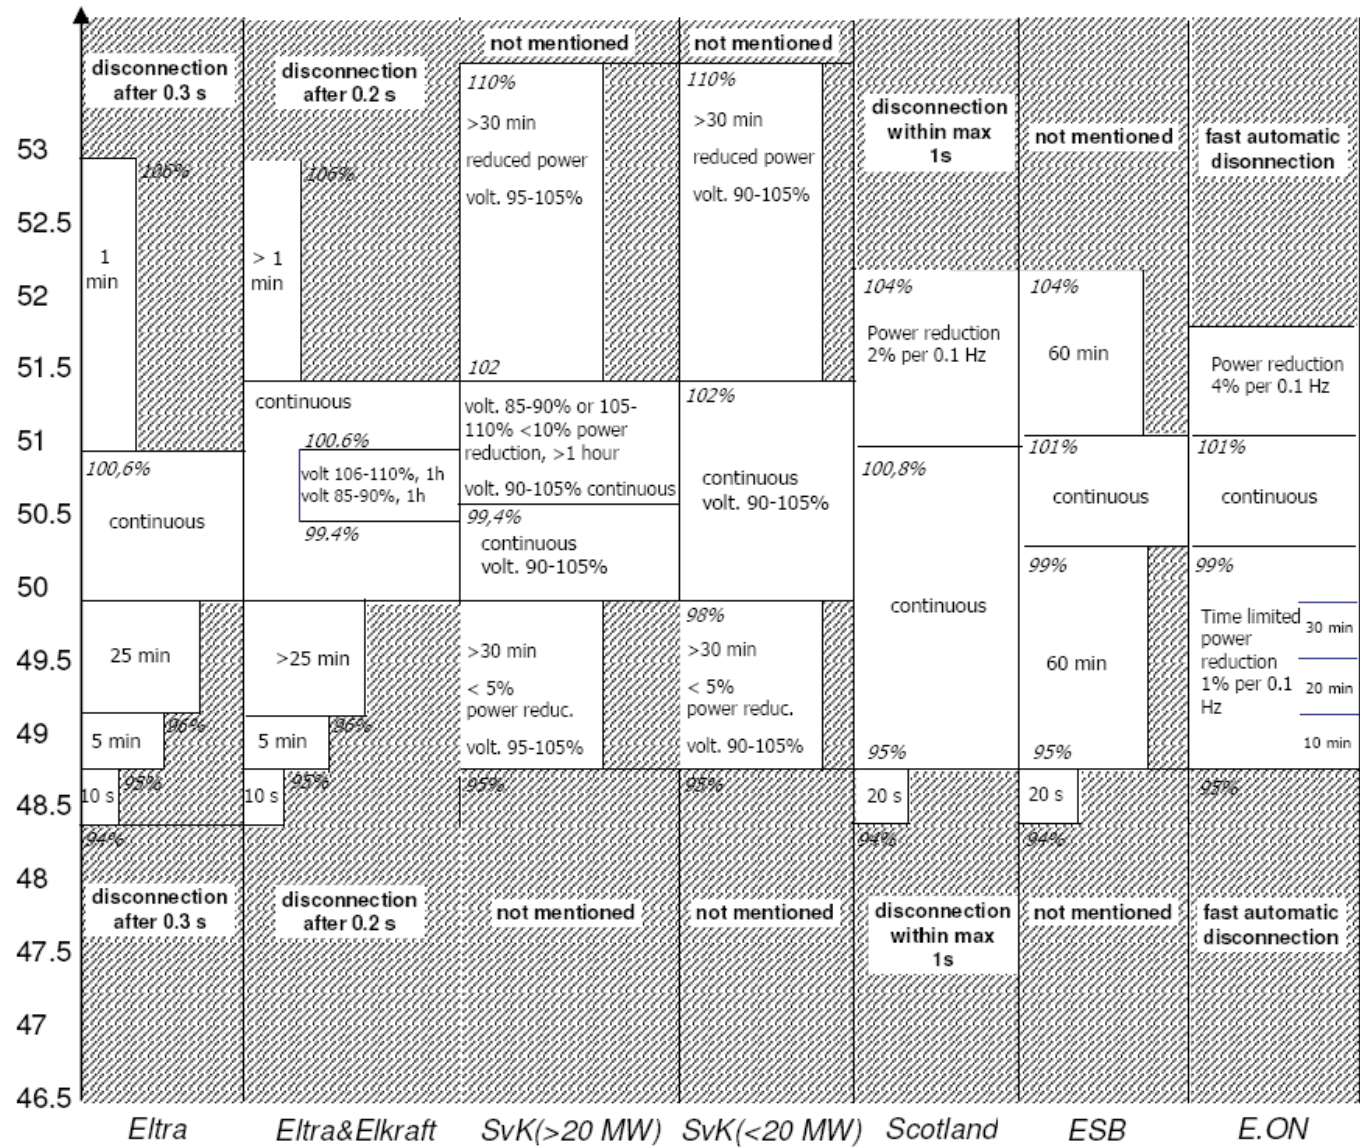 disconnection
after 0.3 s
53
106%
1
min
52.5
52
51.5
51
100,6%
continuous
50.5
50
25 min
49.5
96%
5 min
49
95%
10 s
48.5
94%
48
disconnection
after 0.3 s
47.5
47
46.5
Eltra
disconnection
after 0.2 s
106%
> 1
min
continuous
100.6%
volt 106-110%, 1h
volt 85-90%, 1h
99.4%
>25 min
96%
5 min
95%
10 s
disconnection
after 0.2 s
Eltra&Elkraft
not mentioned
110%
>30 min
reduced power
volt. 95-105%
102
volt. 85-90% or 105-
110% <10% power
reduction, >1 hour
volt. 90-105% continuous
99,4%
continuous
volt. 90-105%
>30 min
< 5%
power reduc.
volt. 95-105%
95%
not mentioned
SvK(>20 MW)
not mentioned
110%
>30 min
reduced power
volt. 90-105%
102%
continuous
volt. 90-105%
98%
>30 min
< 5%
power reduc.
volt. 90-105%
95%
not mentioned
SvK(<20 MW)
disconnection
within max
1s
104%
Power reduction
2% per 0.1 Hz
100,8%
continuous
95%
20 s
94%
disconnection
within max
1s
Scotland
not mentioned
104%
60 min
101%
continuous
99%
60 min
95%
20 s
94%
not mentioned
ESB
fast automatic
disonnection
Power reduction
4% per 0.1 Hz
101%
continuous
99%
Time limited
power
reduction
1% per 0.1
Hz
30 min
20 min
10 min
95%
fast automatic
disconnection
E.ON